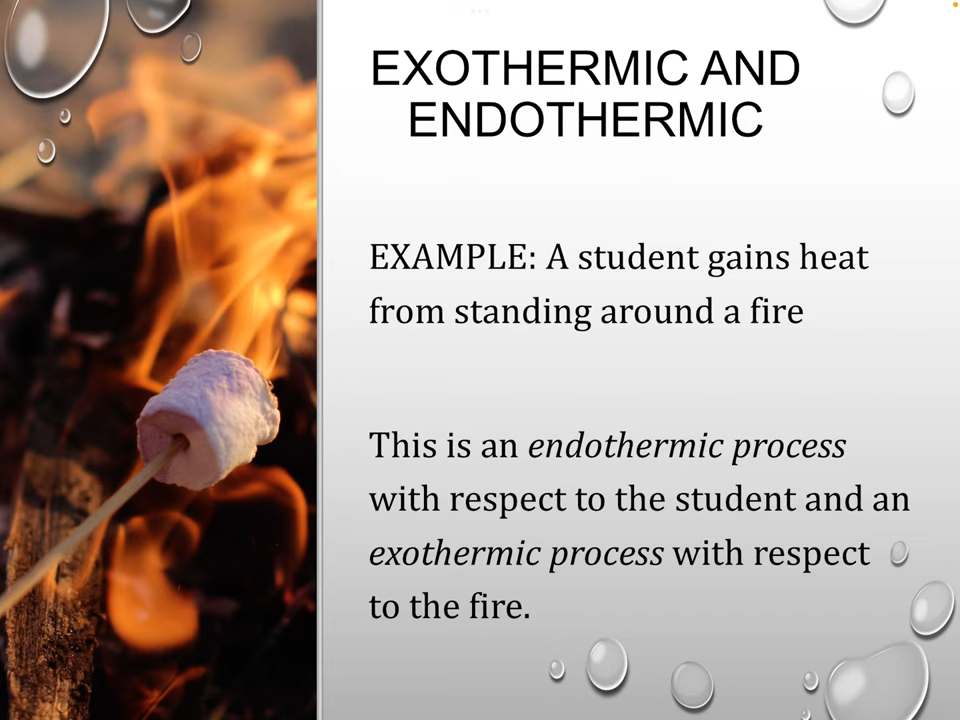 EXOTHERMIC AND
ENDOTHERMIC
EXAMPLE: A student gains heat
from standing around a fire
This is an endothermic process
with respect to the student and an
exothermic process with respect
to the fire.